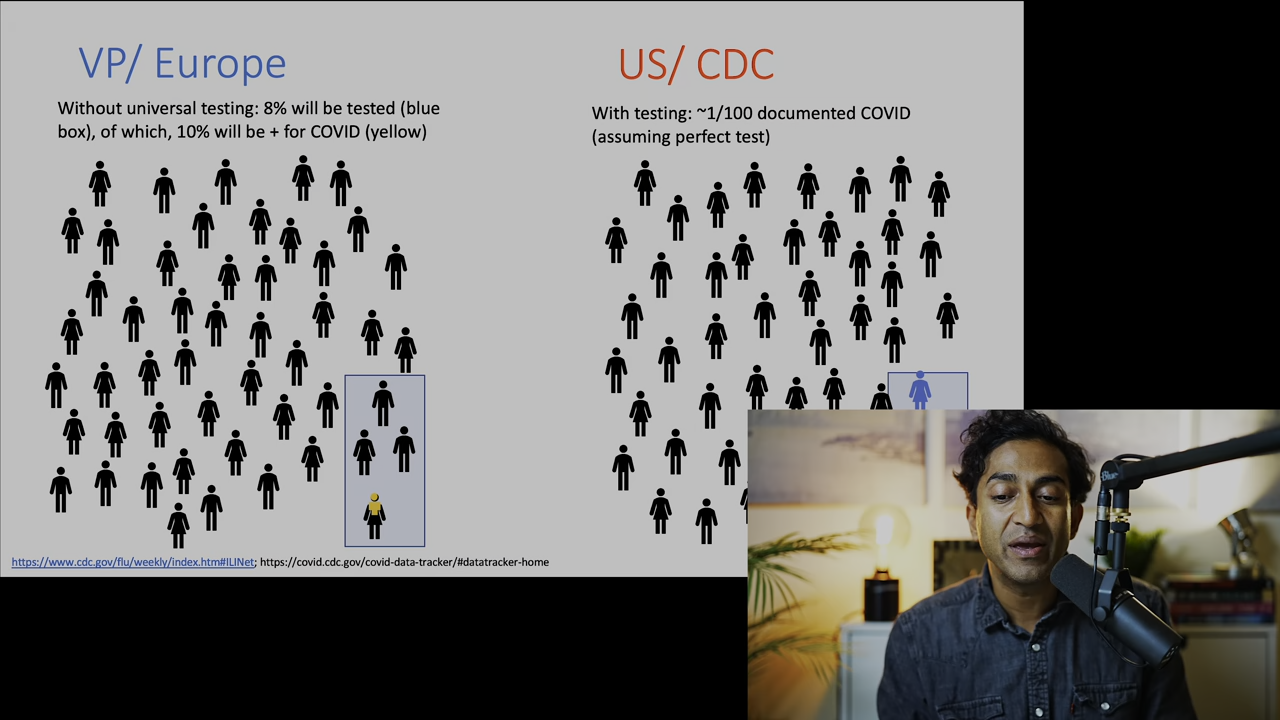 VP/ Europe
Without universal testing: 8% will be tested (blue
box), of which, 10% will be + for COVID (yellow)
US/ CDC
With testing: ~1/100 documented COVID
(assuming perfect test)
https://www.cdc.gov/flu/weekly/index.htm#ILINet; https://covid.cdc.gov/covid-data-tracker/#datatracker-home